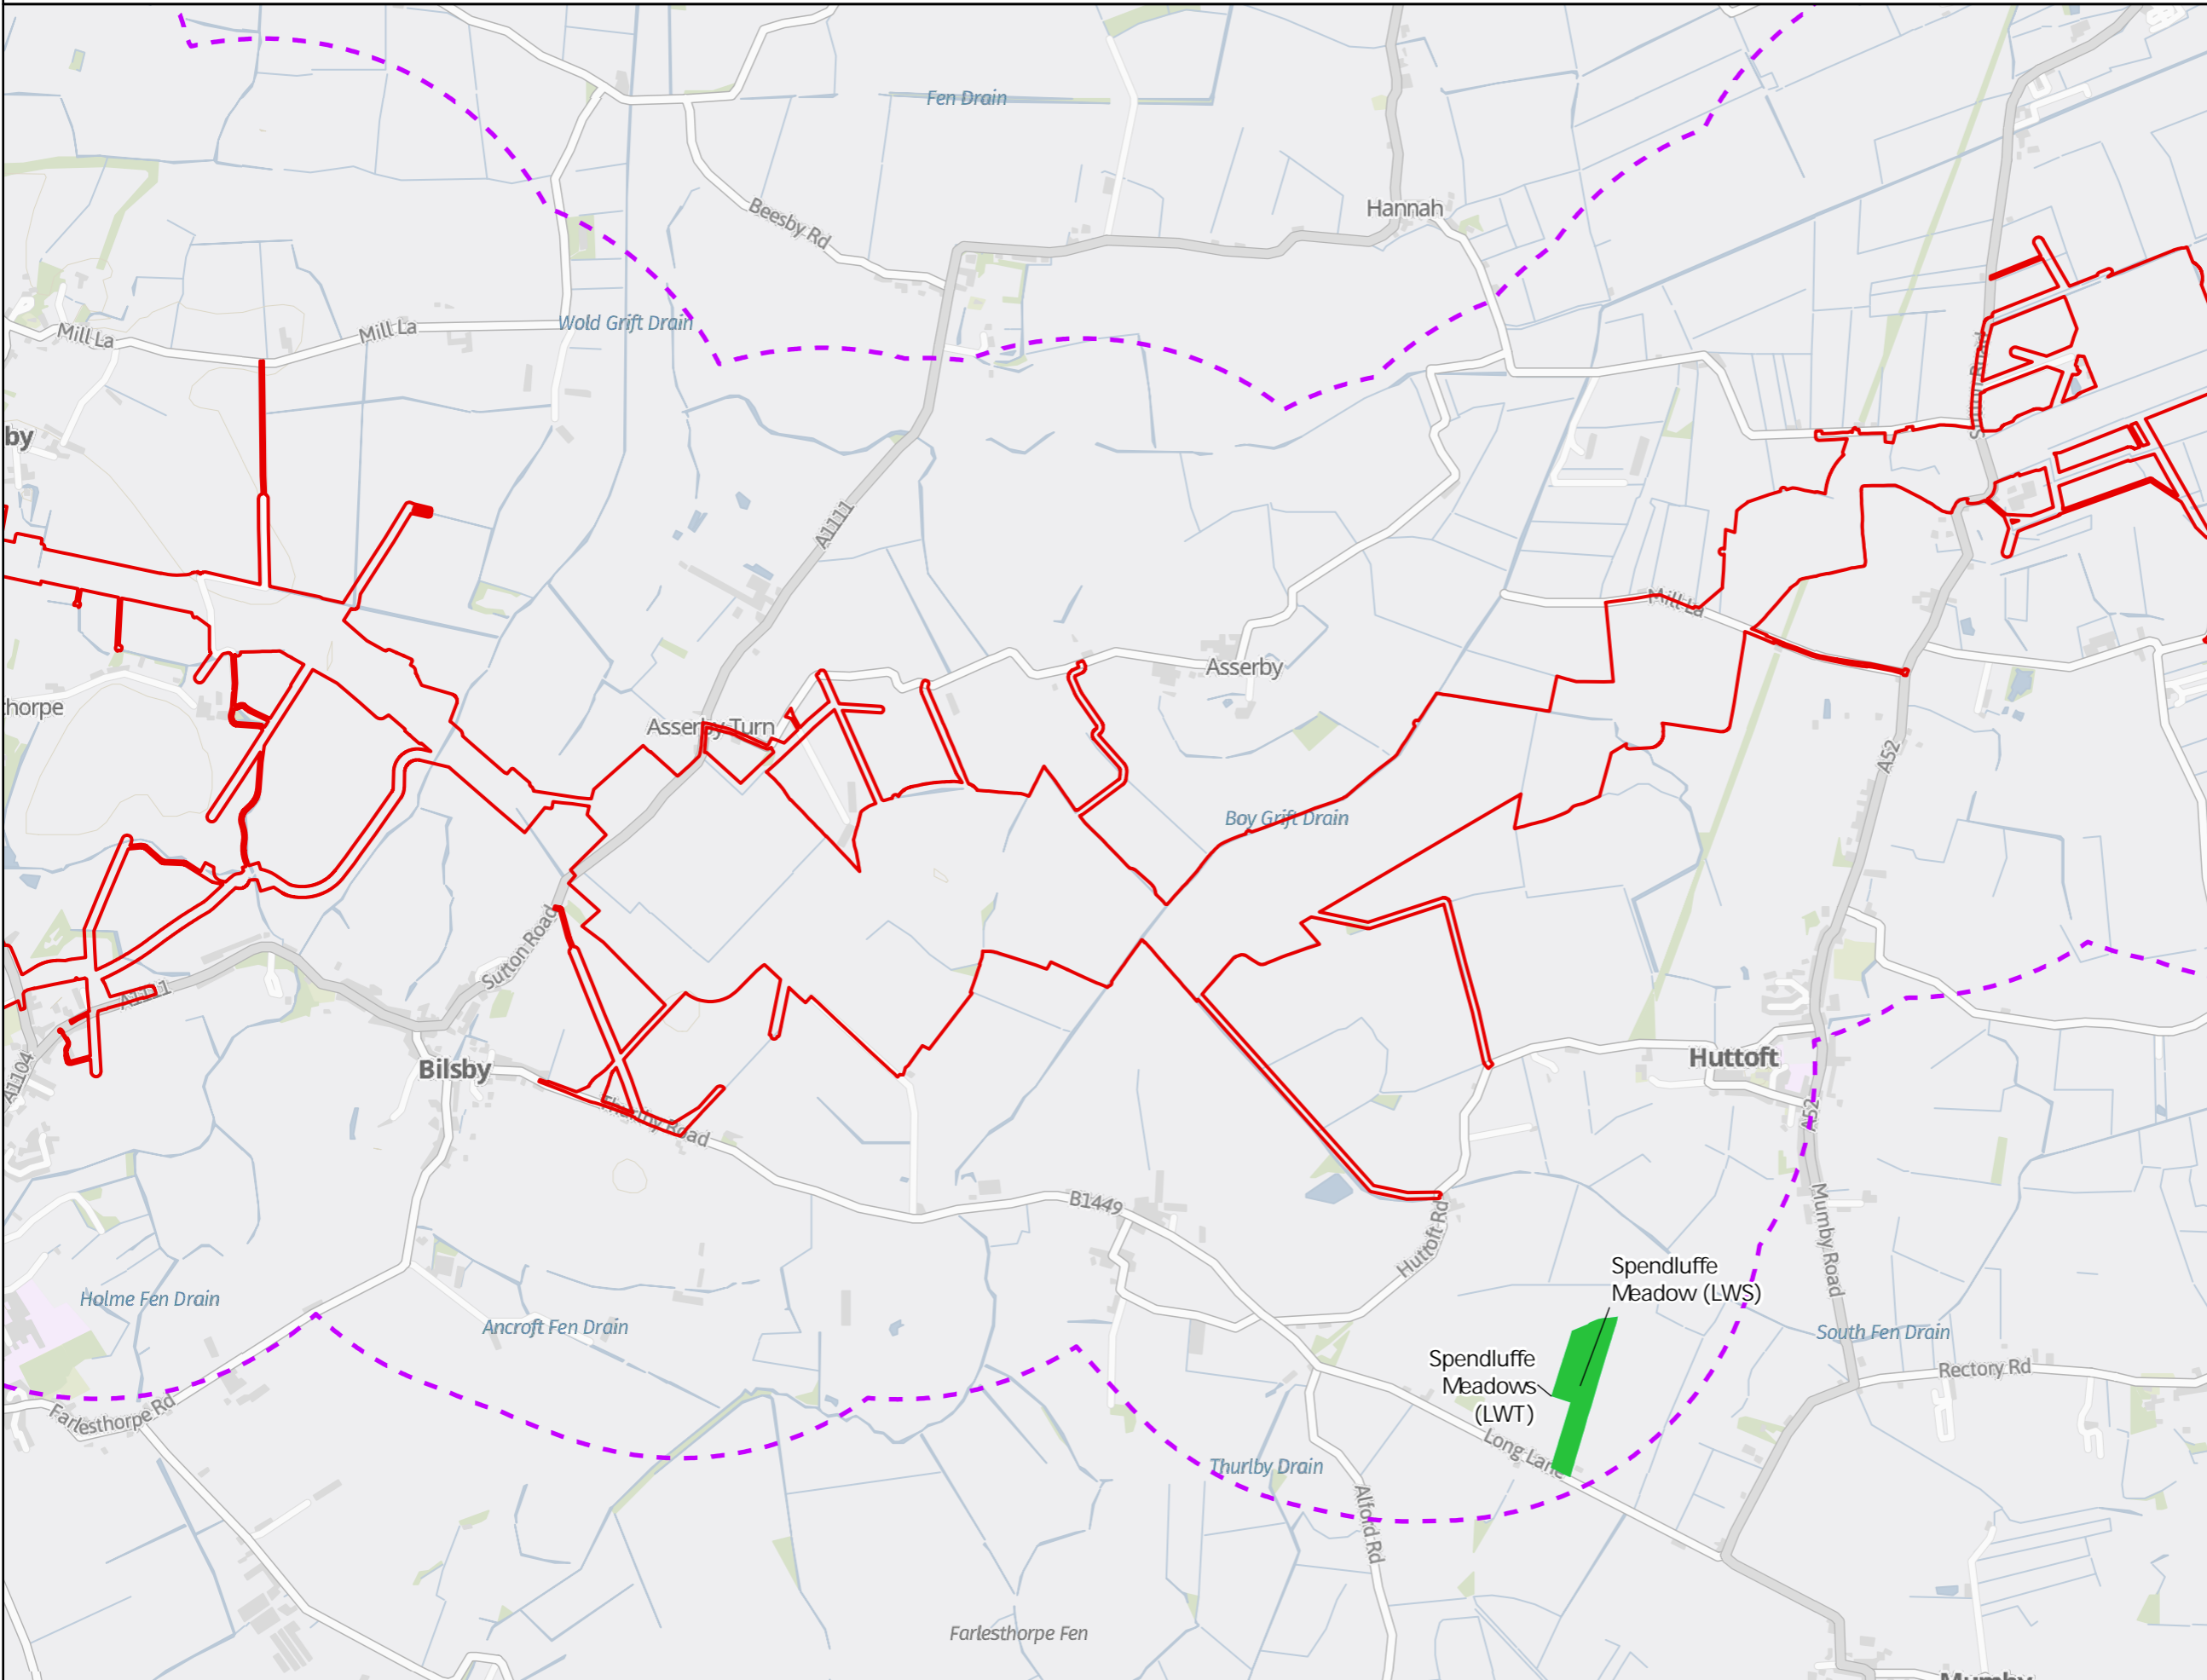 Fen Drain
Hannah
Beesby Rd
Mill La
Mill La
Wold Grift Drain
by
A1111
Mill La
Asserby
thorpe
Asserby Turn
A52
Boy Grift Drain
Sutton Road
A1111
A1104
Bilsby
Huttoft
Thurlby Road
A52
B1449
Mumby Road
Huttoft Rd
Spendluffe
Meadow (LWS)
Holme Fen Drain
Ancroft Fen Drain
South Fen Drain
Spendluffe
Meadows
(LWT)
Rectory Rd
Farlesthorpe Rd
Long Lane
Thurlby Drain
Alford Rd
Farlesthorpe Fen
Mumby